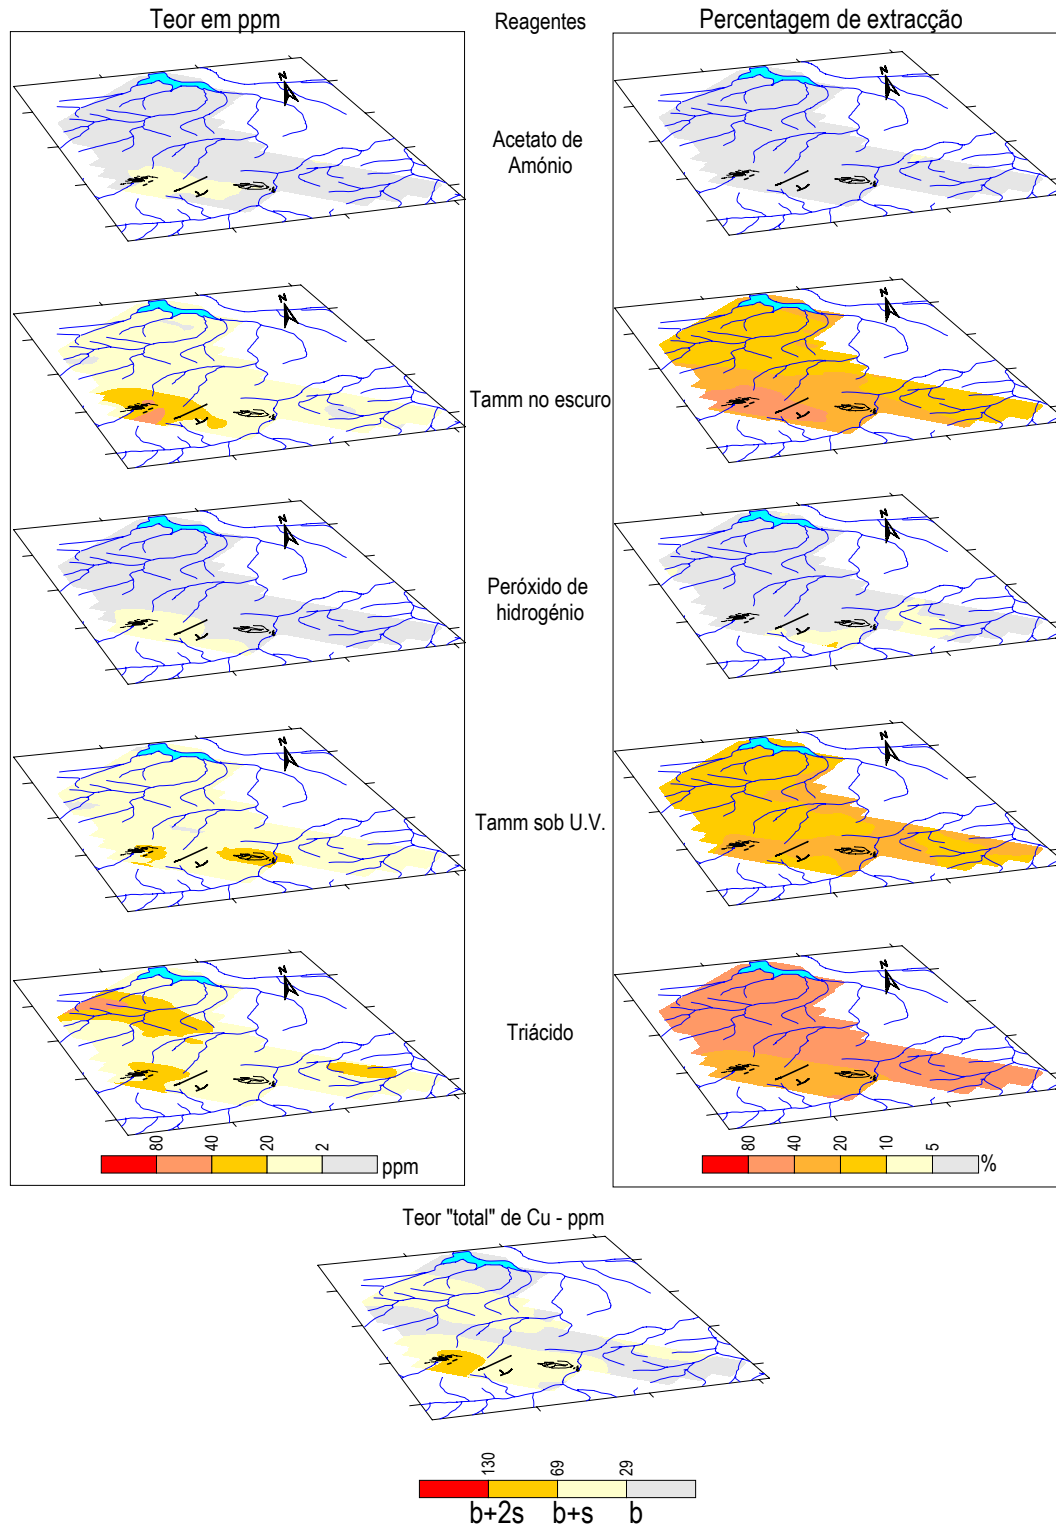 Teor em ppm
Reagentes
Percentagem de extracção
N
N
Acetato de
Amónio
N
N
Tamm no escuro
N
N
Peróxido de
hidrogénio
N
N
Tamm sob U.V.
N
N
Triácido
80 40 20 2 ppm
80 40 20 10 5 %
Teor "total" de Cu - ppm
130 69 29
b+2s b+s b